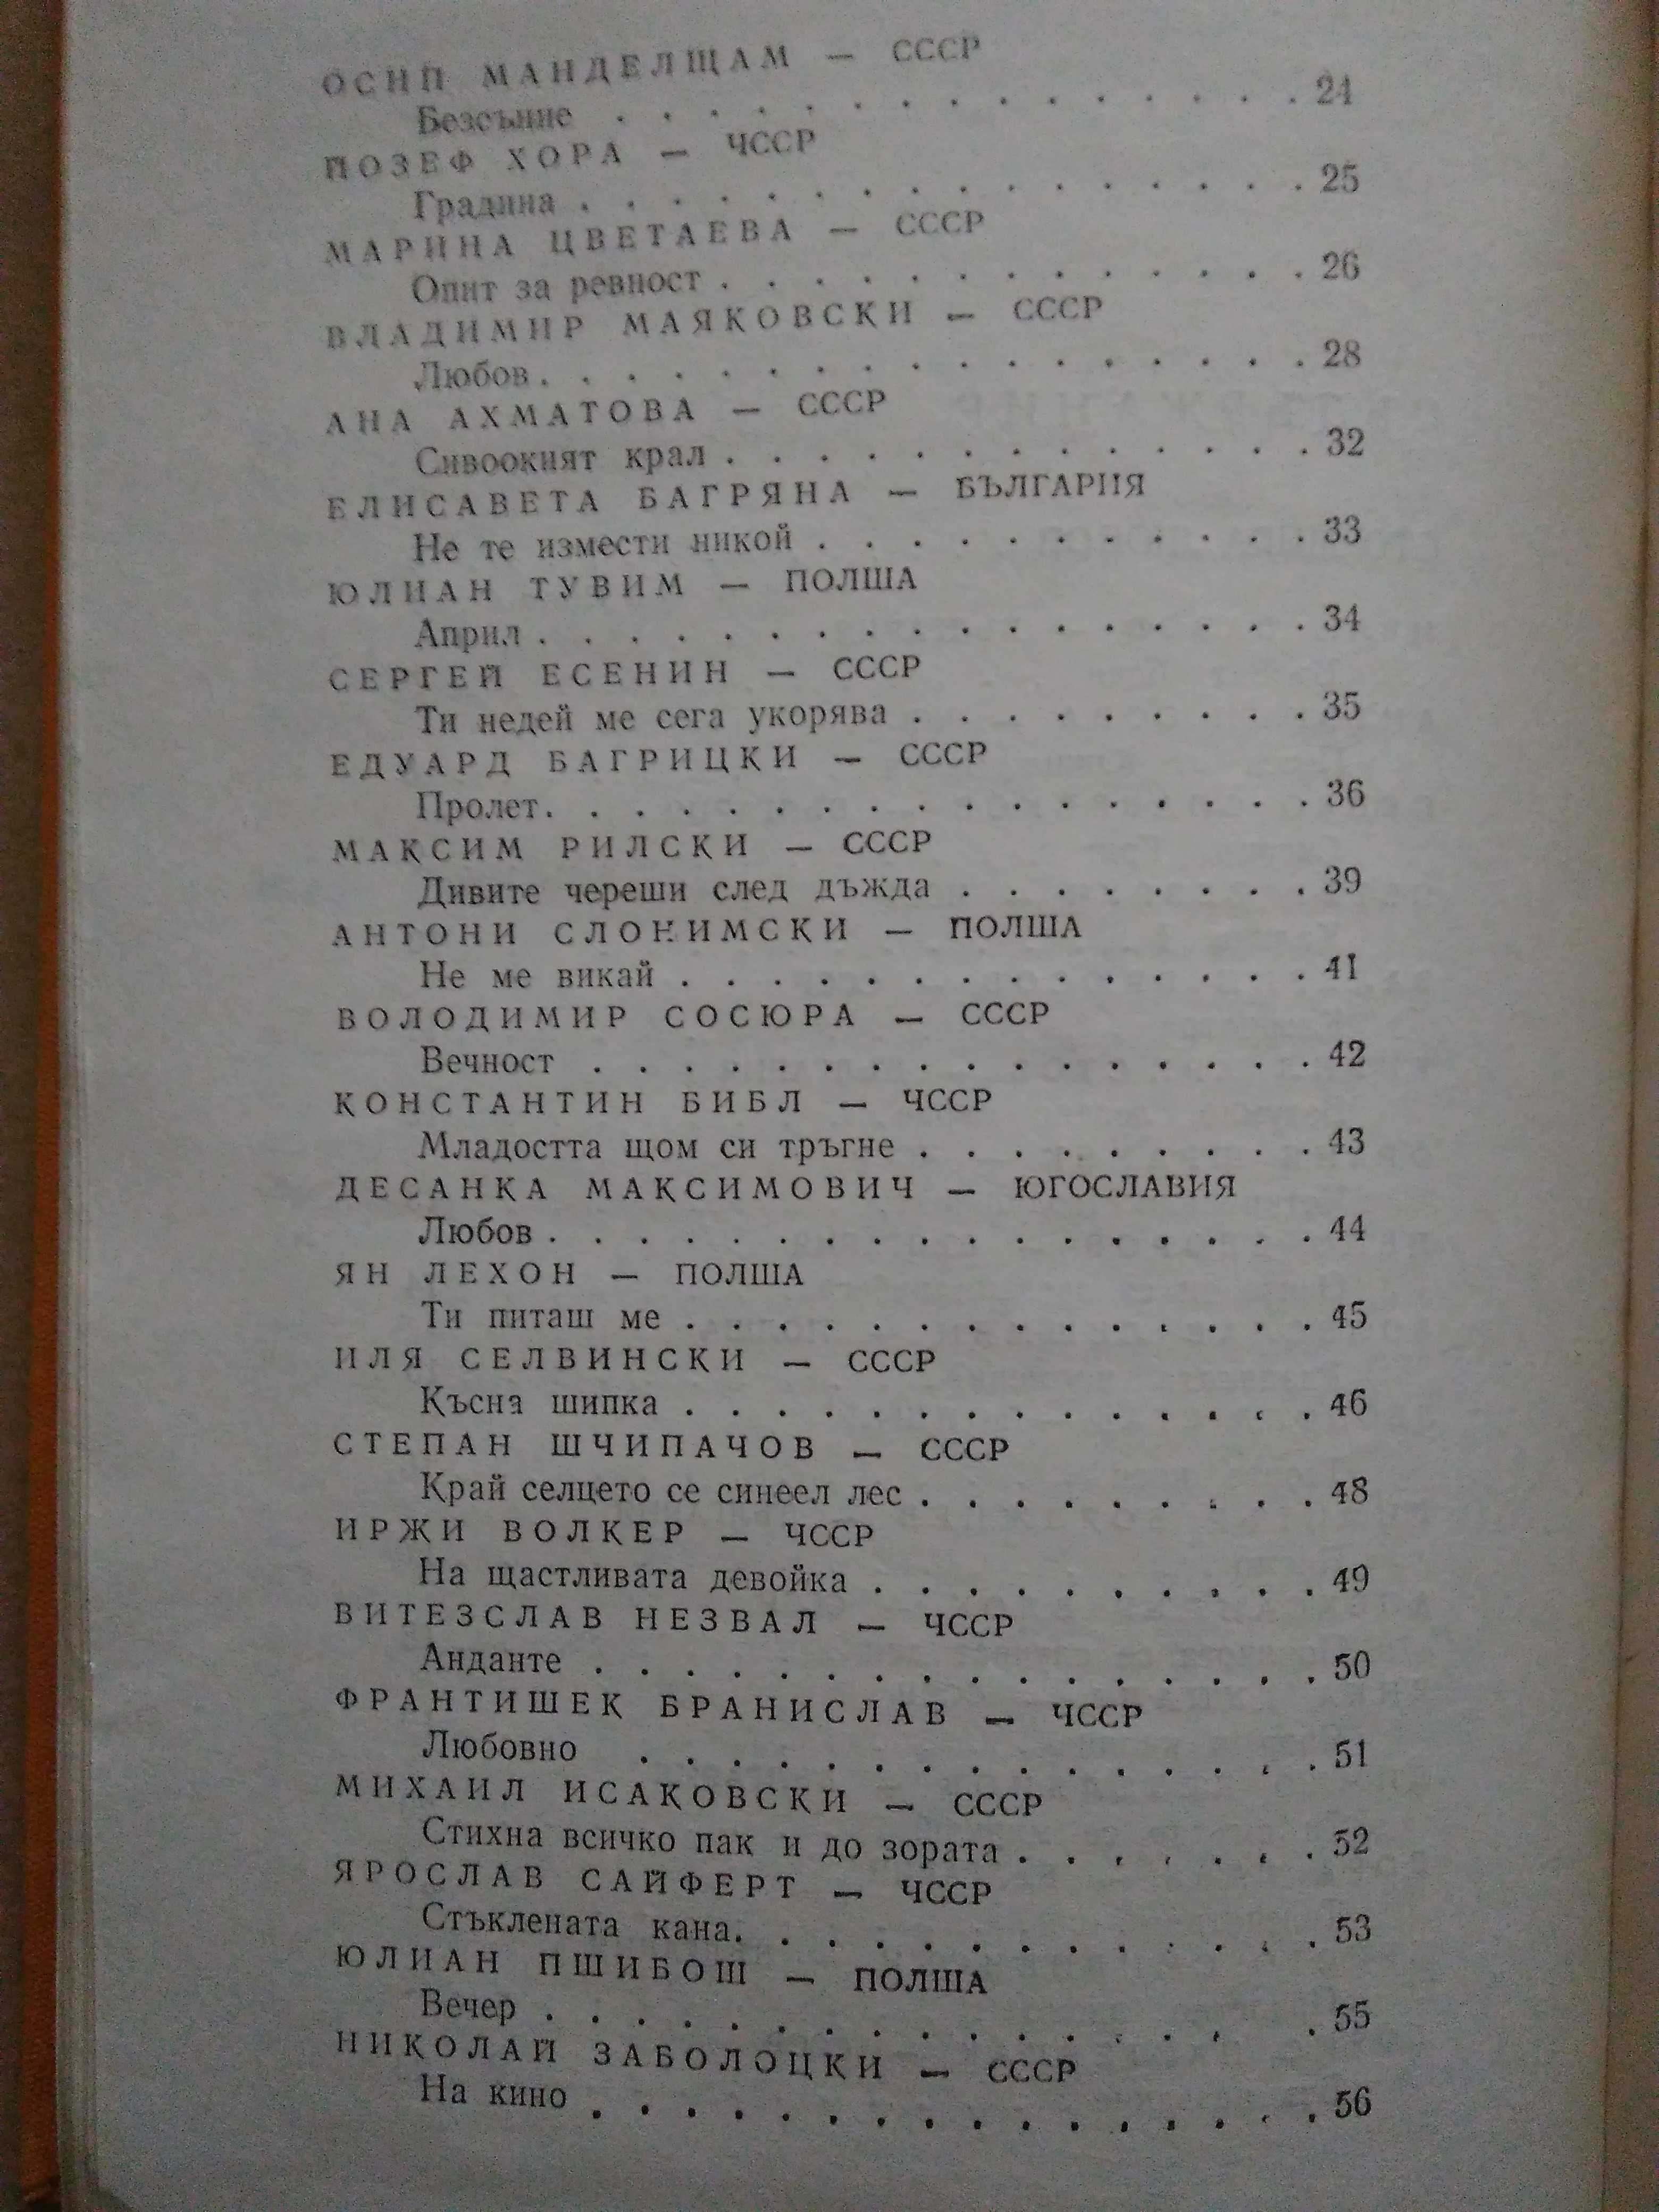 ОСИП МАНДЕЛЩАМ — СССР
Безсъние . . . . . . . . . . . . . . . 24
ЙОЗЕФ ХОРА — ЧССР
Градина . . . . . . . . . . . . . . . . 25
МАРИНА ЦВЕТАЕВА — СССР
Опит за ревност . . . . . . . . . . . . . 26
ВЛАДИМИР МАЯКОВСКИ — СССР
Любов . . . . . . . . . . . . . . . . . 28
АНА АХМАТОВА — СССР
Сивоокият крал . . . . . . . . . . . . . 32
ЕЛИСАВЕТА БАГРЯНА — БЪЛГАРИЯ
Не те измести никой . . . . . . . . . . . 33
ЮЛИАН ТУВИМ — ПОЛША
Април . . . . . . . . . . . . . . . . . 34
СЕРГЕЙ ЕСЕНИН — СССР
Ти недей ме сега укорява . . . . . . . . . 35
ЕДУАРД БАГРИЦКИ — СССР
Пролет . . . . . . . . . . . . . . . . . 36
МАКСИМ РИЛСКИ — СССР
Дивите череши след дъжда . . . . . . . . 39
АНТОНИ СЛОНИМСКИ — ПОЛША
Не ме викай . . . . . . . . . . . . . . 41
ВОЛОДИМИР СОСЮРА — СССР
Вечност . . . . . . . . . . . . . . . . 42
КОНСТАНТИН БИБЛ — ЧССР
Младостта щом си тръгне . . . . . . . . . 43
ДЕСАНКА МАКСИМОВИЧ — ЮГОСЛАВИЯ
Любов . . . . . . . . . . . . . . . . . 44
ЯН ЛЕХОН — ПОЛША
Ти питаш ме . . . . . . . . . . . . . . 45
ИЛЯ СЕЛВИНСКИ — СССР
Късна шипка . . . . . . . . . . . . . . 46
СТЕПАН ШЧИПАЧОВ — СССР
Край селцето се синеел лес . . . . . . . . . 48
ИРЖИ ВОЛКЕР — ЧССР
На щастливата девойка . . . . . . . . . . 49
ВИТЕЗСЛАВ НЕЗВАЛ — ЧССР
Анданте . . . . . . . . . . . . . . . . 50
ФРАНТИШЕК БРАНИСЛАВ — ЧССР
Любовно . . . . . . . . . . . . . . . 51
МИХАИЛ ИСАКОВСКИ — СССР
Стихна всичко пак и до зората . . . . . . . 52
ЯРОСЛАВ САЙФЕРТ — ЧССР
Стъклената кана . . . . . . . . . . . . . 53
ЮЛИАН ПШИБОШ — ПОЛША
Вечер . . . . . . . . . . . . . . . . 55
НИКОЛАЙ ЗАБОЛОЦКИ — СССР
На кино . . . . . . . . . . . . . . . . 56